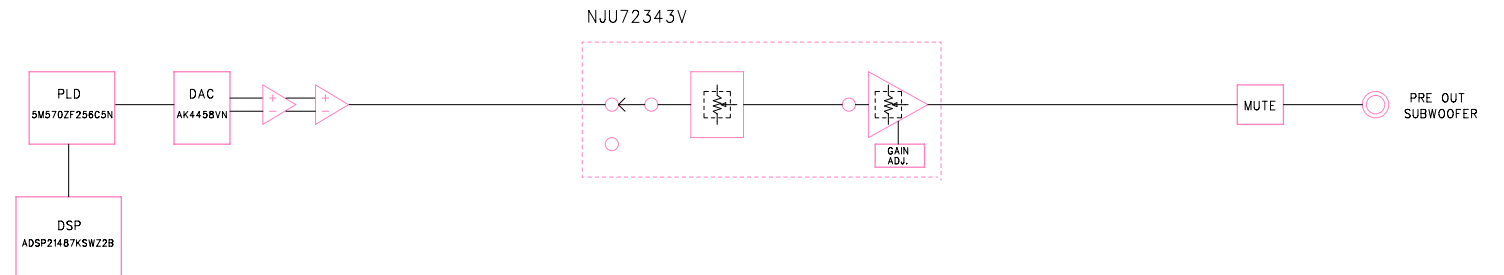 NJU72343V
PLD
5M570ZF256C5N
DAC
AK4458VN
+
−
+
−
GAIN
ADJ.
MUTE
PRE OUT
SUBWOOFER
DSP
ADSP21487KSWZ2B